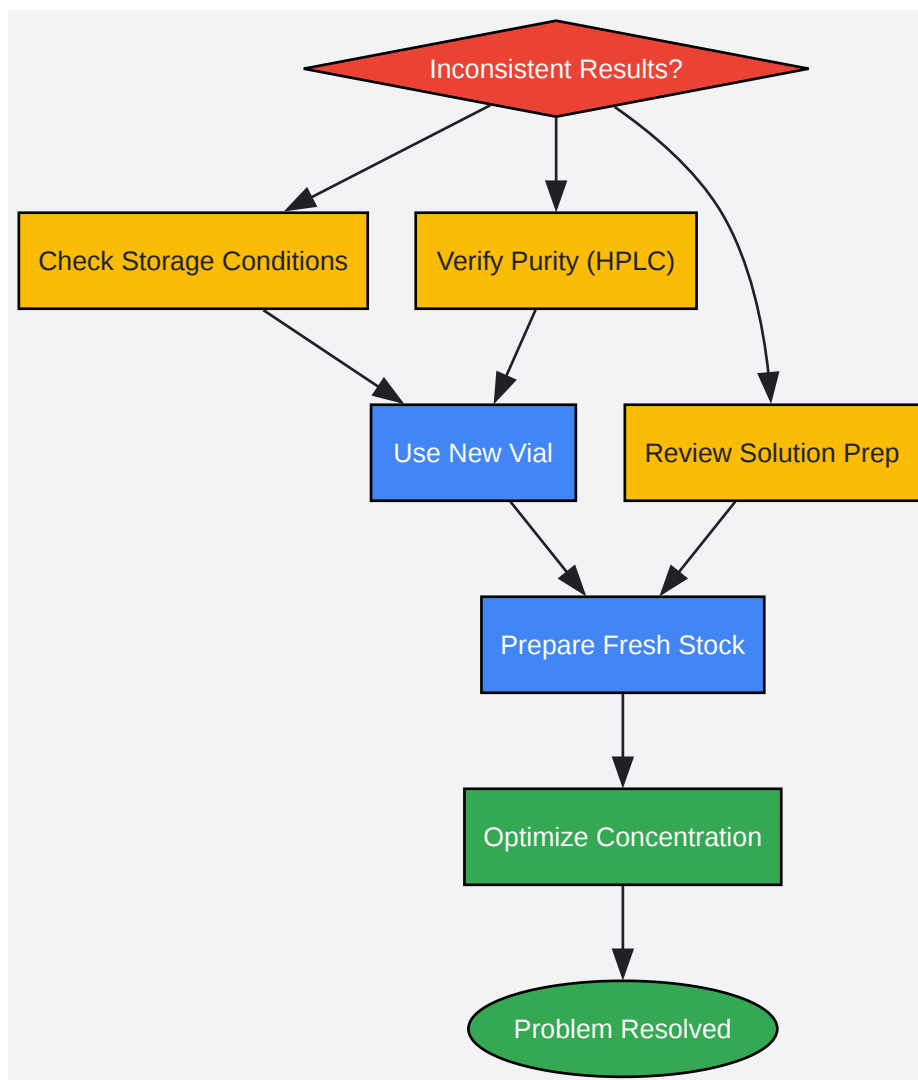 Inconsistent Results?
Check Storage Conditions
Verify Purity (HPLC)
Use New Vial
Review Solution Prep
Prepare Fresh Stock
Optimize Concentration
Problem Resolved